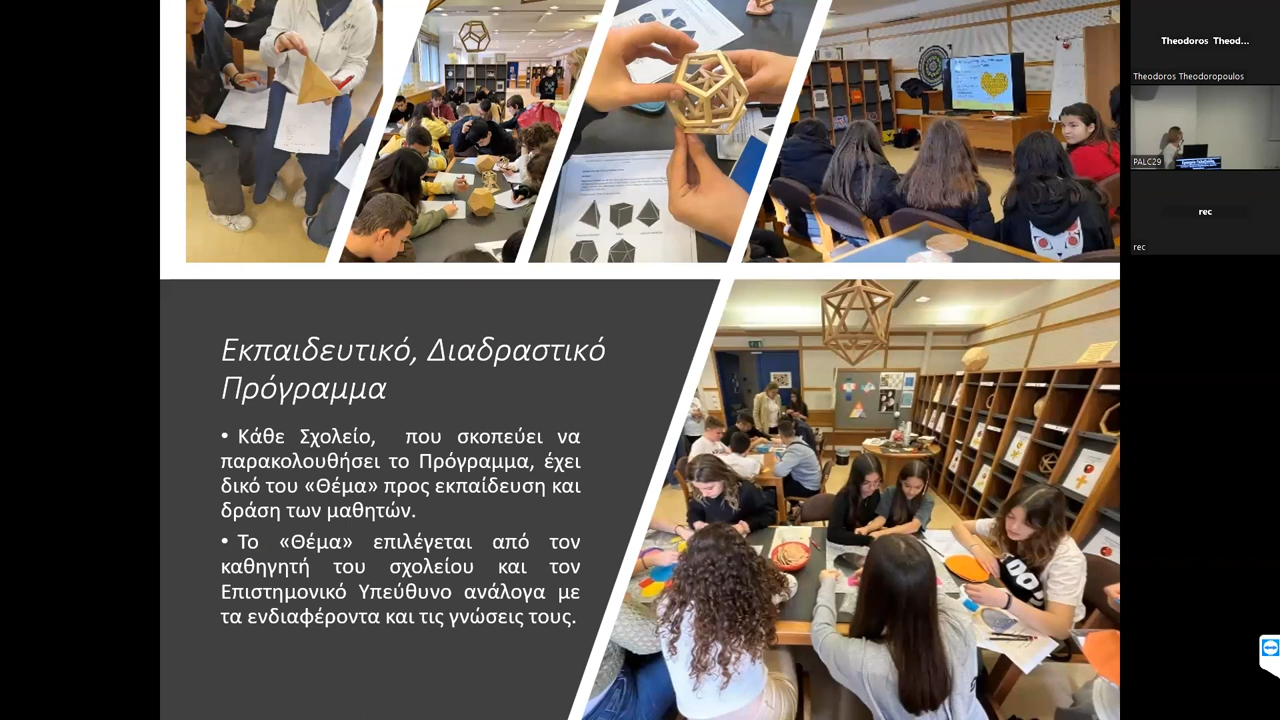 Εκπαιδευτικό, Διαδραστικό
Πρόγραμμα
• Κάθε Σχολείο, που σκοπεύει να
παρακολουθήσει το Πρόγραμμα, έχει
δικό του «Θέμα» προς εκπαίδευση και
δράση των μαθητών.
• Το «Θέμα» επιλέγεται από τον
καθηγητή του σχολείου και τον
Επιστημονικό Υπεύθυνο ανάλογα με
τα ενδιαφέροντα και τις γνώσεις τους.
Theodoros Theod...
Theodoros Theodoropoulos
PALC29
rec
rec